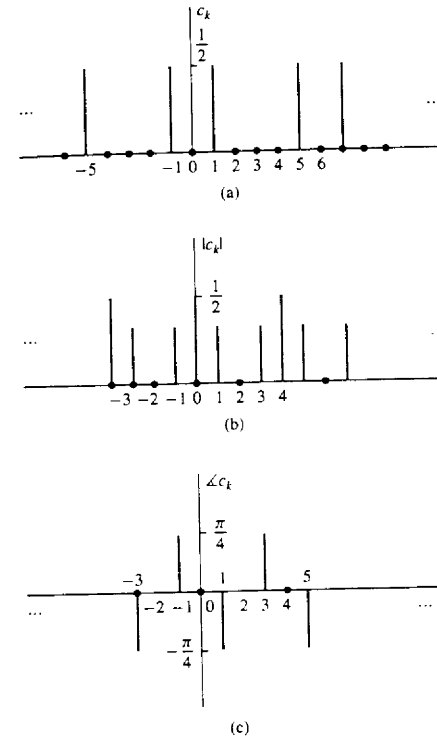 c_k
1/2
... ...
−5 −1 0 1 2 3 4 5 6
(a)
|c_k|
1/2
...
−3 −2 −1 0 1 2 3 4
(b)
∡c_k
π/4
−3 1 5
−2 −1 0 2 3 4
... ...
−π/4
(c)